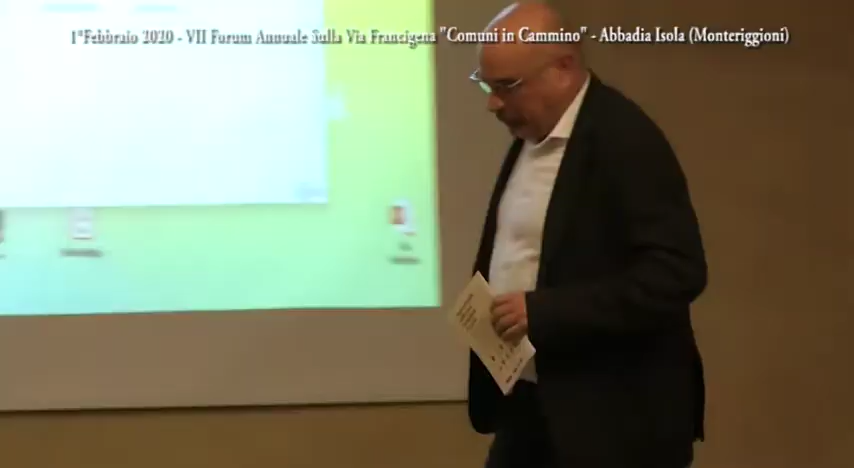 1°Febbraio 2020 - VII Forum Annuale Sulla Via Francigena "Comuni in Cammino" - Abbadia Isola (Monteriggioni)